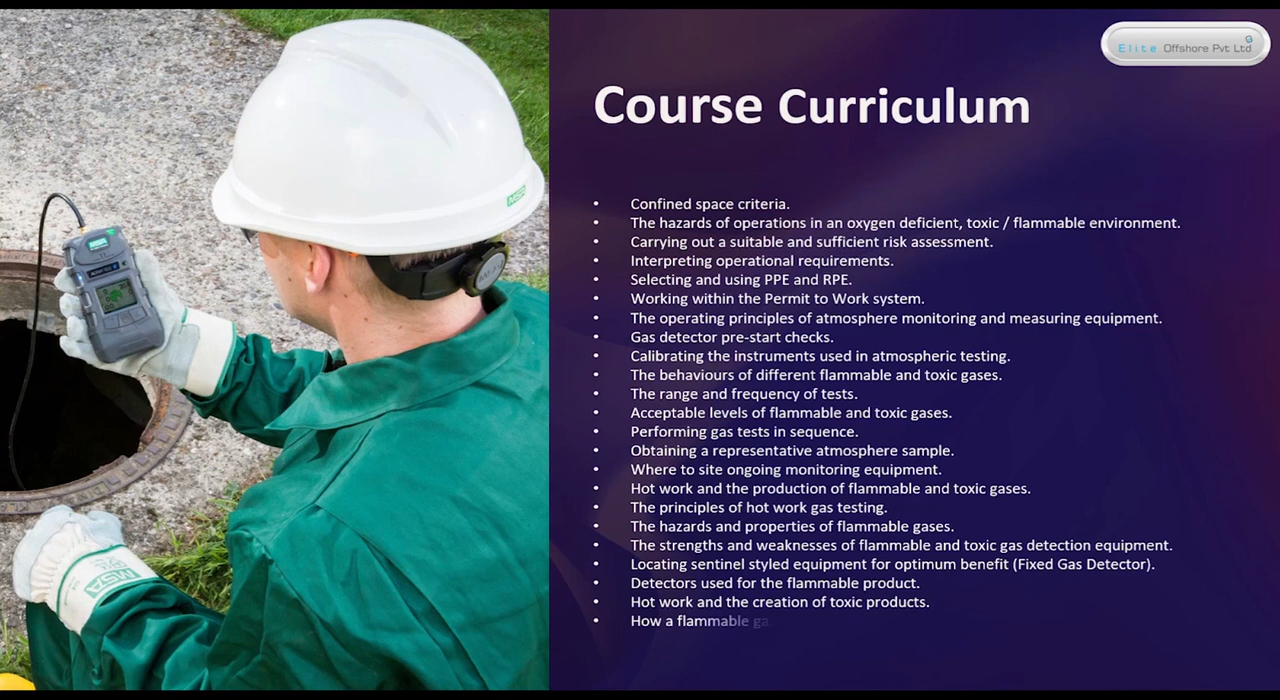 Elite Offshore Pvt Ltd
Course Curriculum
• Confined space criteria.
• The hazards of operations in an oxygen deficient, toxic / flammable environment.
• Carrying out a suitable and sufficient risk assessment.
• Interpreting operational requirements.
• Selecting and using PPE and RPE.
• Working within the Permit to Work system.
• The operating principles of atmosphere monitoring and measuring equipment.
• Gas detector pre-start checks.
• Calibrating the instruments used in atmospheric testing.
• The behaviours of different flammable and toxic gases.
• The range and frequency of tests.
• Acceptable levels of flammable and toxic gases.
• Performing gas tests in sequence.
• Obtaining a representative atmosphere sample.
• Where to site ongoing monitoring equipment.
• Hot work and the production of flammable and toxic gases.
• The principles of hot work gas testing.
• The hazards and properties of flammable gases.
• The strengths and weaknesses of flammable and toxic gas detection equipment.
• Locating sentinel styled equipment for optimum benefit (Fixed Gas Detector).
• Detectors used for the flammable product.
• Hot work and the creation of toxic products.
• How a flammable ga
MSA
MSA
MSA